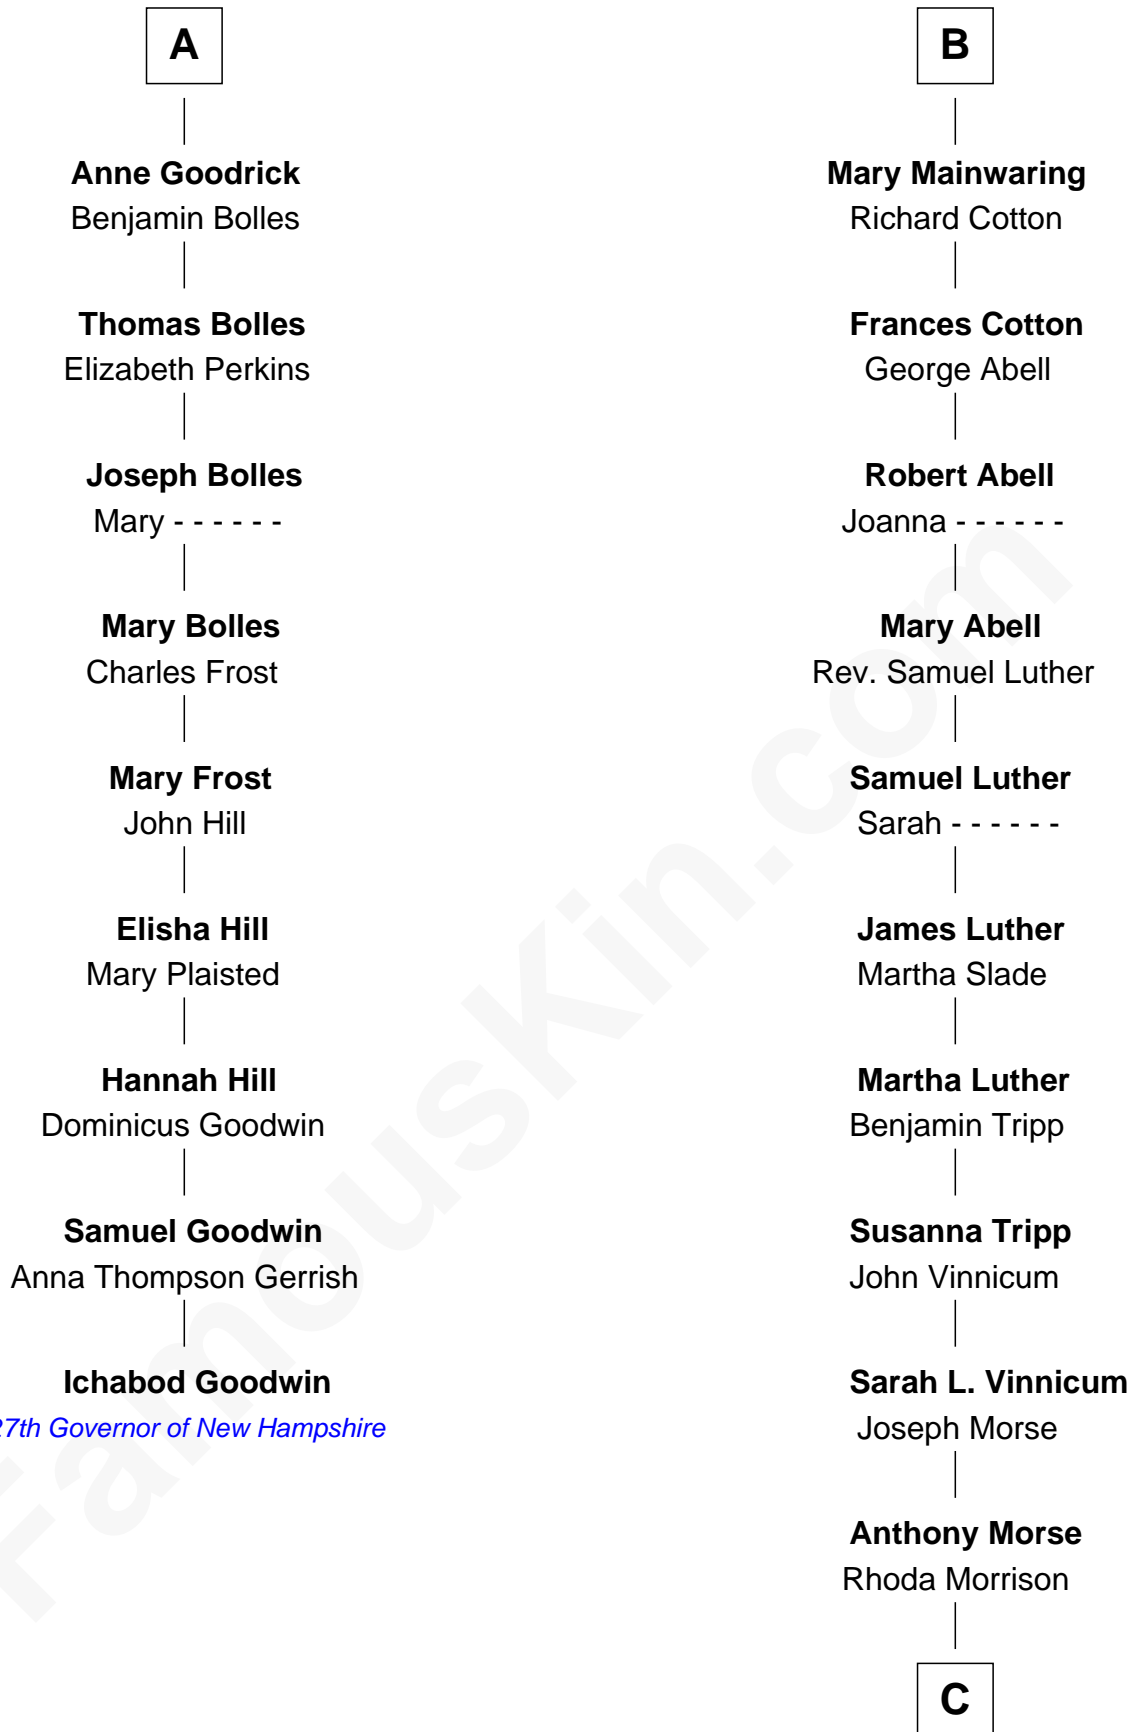 A
Anne Goodrick
Benjamin Bolles
Thomas Bolles
Elizabeth Perkins
Joseph Bolles
Mary - - - - - -
Mary Bolles
Charles Frost
Mary Frost
John Hill
Elisha Hill
Mary Plaisted
Hannah Hill
Dominicus Goodwin
Samuel Goodwin
Anna Thompson Gerrish
Ichabod Goodwin
27th Governor of New Hampshire
B
Mary Mainwaring
Richard Cotton
Frances Cotton
George Abell
Robert Abell
Joanna - - - - - -
Mary Abell
Rev. Samuel Luther
Samuel Luther
Sarah - - - - - -
James Luther
Martha Slade
Martha Luther
Benjamin Tripp
Susanna Tripp
John Vinnicum
Sarah L. Vinnicum
Joseph Morse
Anthony Morse
Rhoda Morrison
C
FamousKin.com